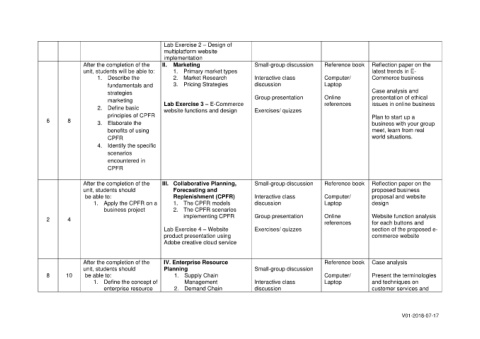 Lab Exercise 2 – Design of
multiplatform website
implementation
6
8
After the completion of the
unit, students will be able to:
1. Describe the
fundamentals and
strategies
marketing
2. Define basic
principles of CPFR
3. Elaborate the
benefits of using
CPFR
4. Identify the specific
scenarios
encountered in
CPFR
II. Marketing
1. Primary market types
2. Market Research
3. Pricing Strategies
Lab Exercise 3 – E-Commerce
website functions and design
Small-group discussion
Interactive class
discussion
Group presentation
Exercises/ quizzes
Reference book
Computer/
Laptop
Online
references
Reflection paper on the
latest trends in E-
Commerce business
Case analysis and
presentation of ethical
issues in online business
Plan to start up a
business with your group
meet, learn from real
world situations.
2
4
After the completion of the
unit, students should
be able to:
1. Apply the CPFR on a
business project
III. Collaborative Planning,
Forecasting and
Replenishment (CPFR)
1. The CPFR models
2. The CPFR scenarios
implementing CPFR
Lab Exercise 4 – Website
product presentation using
Adobe creative cloud service
Small-group discussion
Interactive class
discussion
Group presentation
Exercises/ quizzes
Reference book
Computer/
Laptop
Online
references
Reflection paper on the
proposed business
proposal and website
design
Website function analysis
for each buttons and
section of the proposed e-
commerce website
8
10
After the completion of the
unit, students should
be able to:
1. Define the concept of
enterprise resource
IV. Enterprise Resource
Planning
1. Supply Chain
Management
2. Demand Chain
Small-group discussion
Interactive class
discussion
Reference book
Computer/
Laptop
Case analysis
Present the terminologies
and techniques on
customer services and
V01-2018-07-17